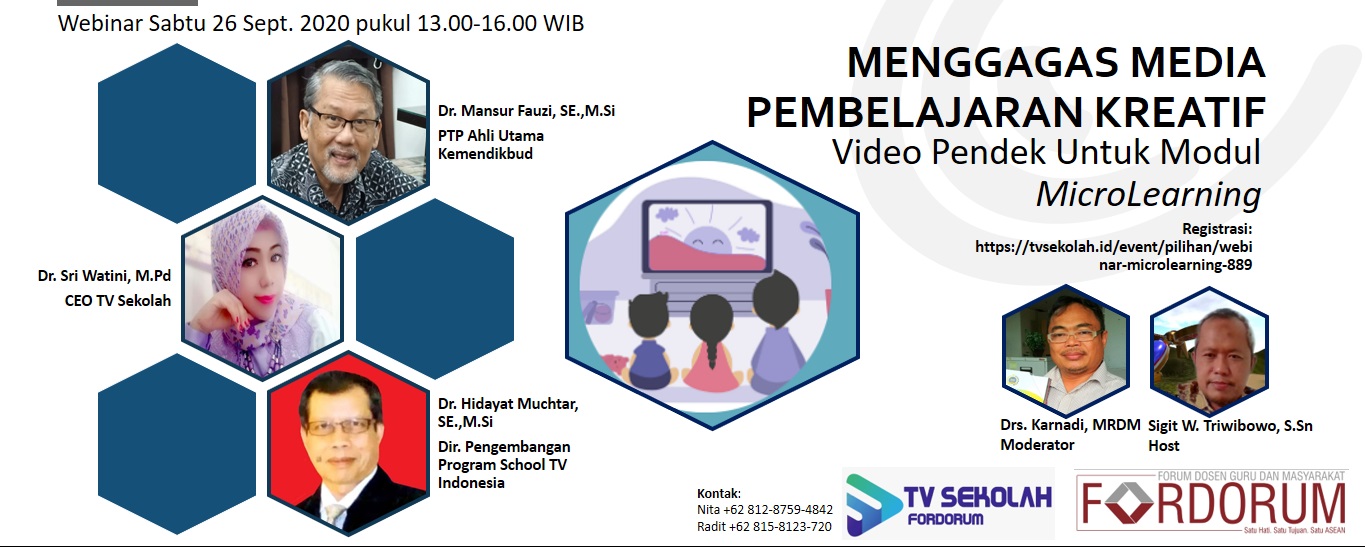 Webinar Sabtu 26 Sept. 2020 pukul 13.00-16.00 WIB
MENGGAGAS MEDIA
PEMBELAJARAN KREATIF
Video Pendek Untuk Modul
MicroLearning
Registrasi:
https://tvsekolah.id/event/pilihan/webi
nar-microlearning-889
Dr. Mansur Fauzi, SE.,M.Si
PTP Ahli Utama
Kemendikbud
Dr. Sri Watini, M.Pd
CEO TV Sekolah
Dr. Hidayat Muchtar,
SE.,M.Si
Dir. Pengembangan
Program School TV
Indonesia
Drs. Karnadi, MRDM
Moderator
Sigit W. Triwibowo, S.Sn
Host
Kontak:
Nita +62 812-8759-4842
Radit +62 815-8123-720
TV SEKOLAH
FORDORUM
FORUM DOSEN GURU DAN MASYARAKAT
FORDORUM
Satu Hati. Satu Tujuan. Satu ASEAN